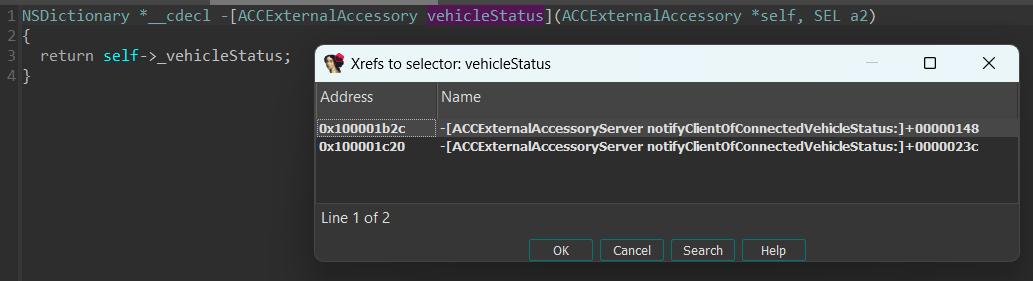 1 NSDictionary *__cdecl -[ACCExternalAccessory vehicleStatus](ACCExternalAccessory *self, SEL a2)
2 {
3 return self->_vehicleStatus;
4 }
Xrefs to selector: vehicleStatus
Address Name
0x100001b2c -[ACCExternalAccessoryServer notifyClientOfConnectedVehicleStatus:]+00000148
0x100001c20 -[ACCExternalAccessoryServer notifyClientOfConnectedVehicleStatus:]+0000023c
Line 1 of 2
OK Cancel Search Help